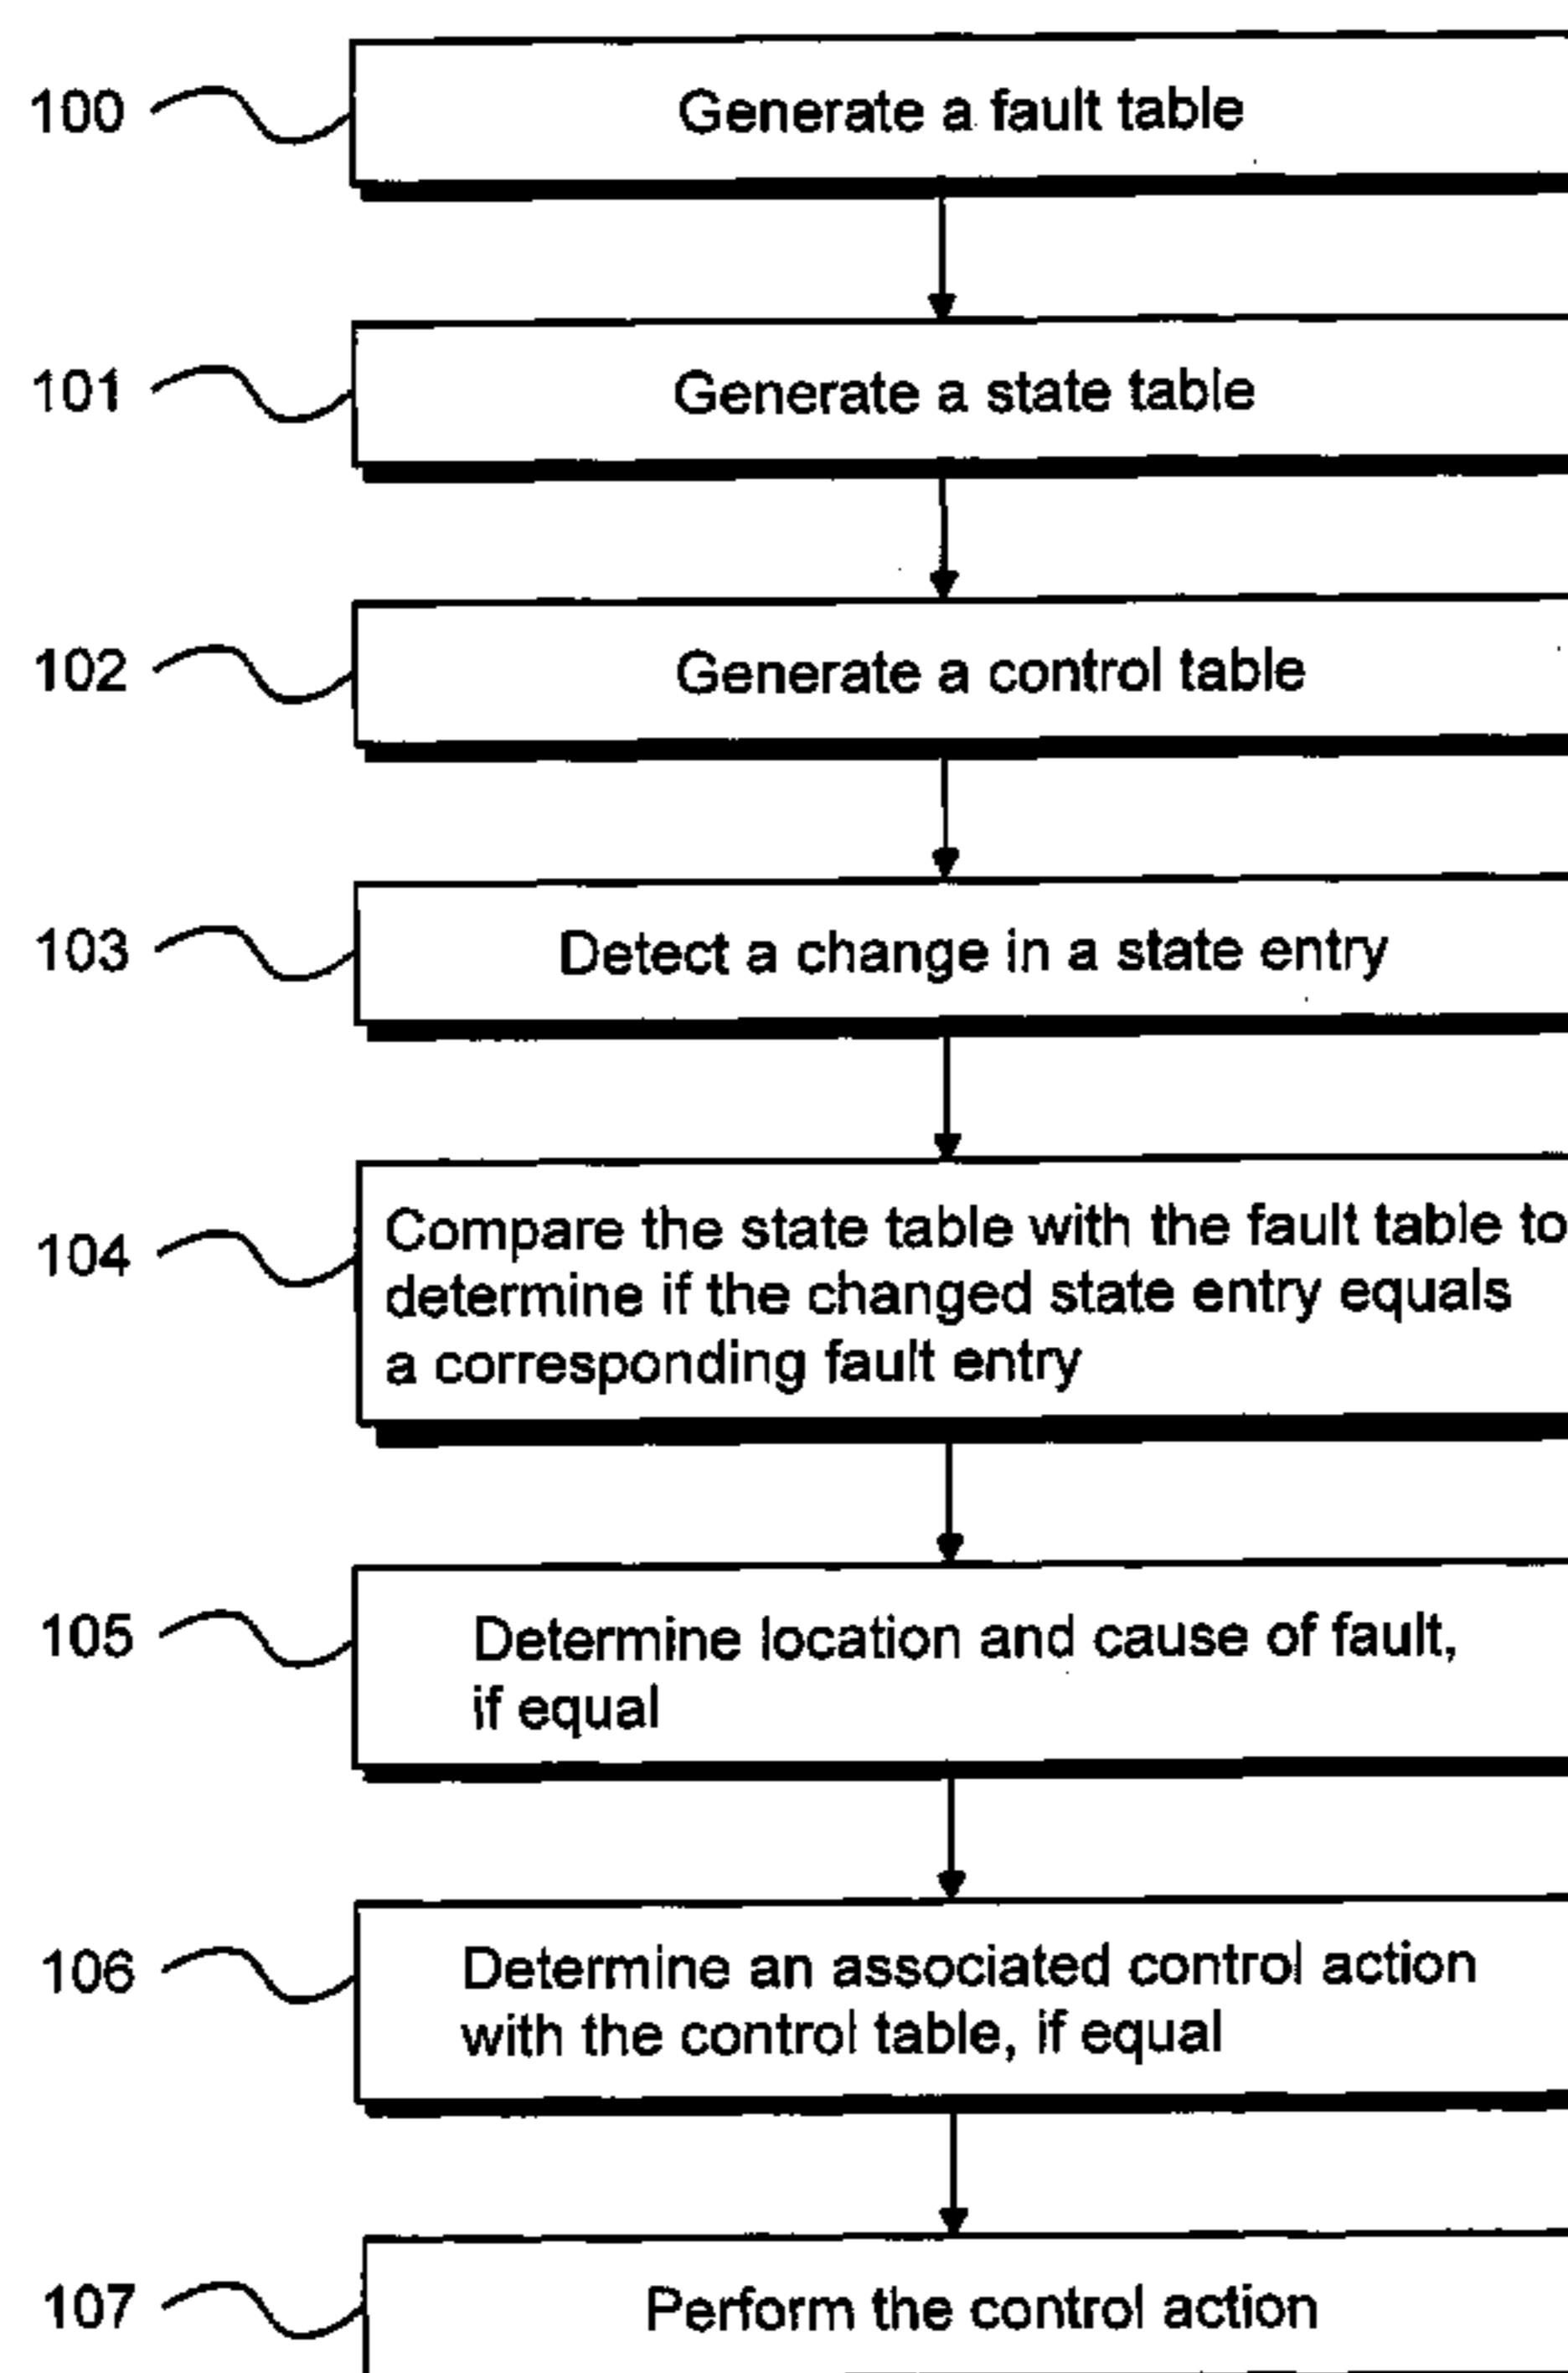 100
Generate a fault table
101
Generate a state table
102
Generate a control table
103
Detect a change in a state entry
104
Compare the state table with the fault table to
determine if the changed state entry equals
a corresponding fault entry
105
Determine location and cause of fault,
if equal
106
Determine an associated control action
with the control table, if equal
107
Perform the control action